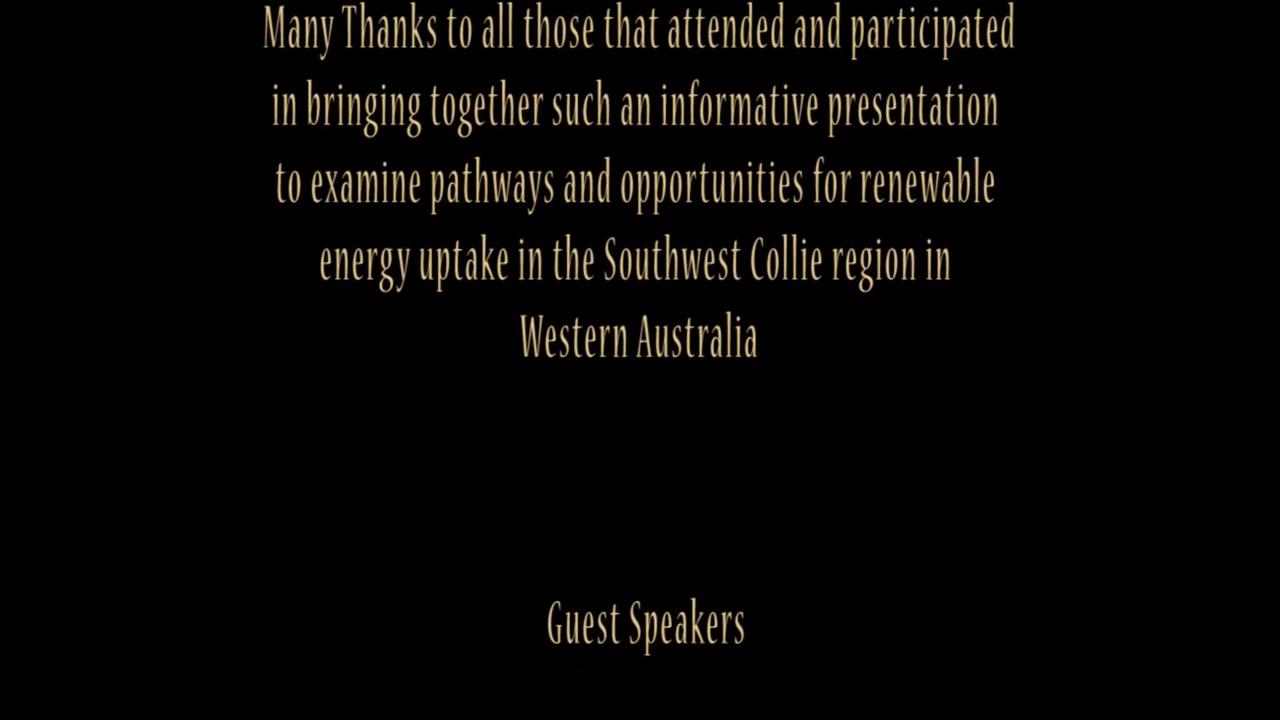 Many Thanks to all those that attended and participated
in bringing together such an informative presentation
to examine pathways and opportunities for renewable
energy uptake in the Southwest Collie region in
Western Australia
Guest Speakers